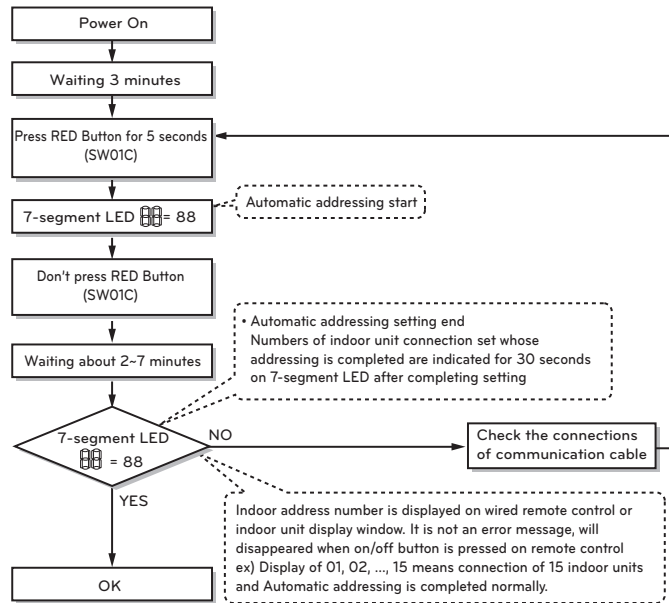 Power On
Waiting 3 minutes
Press RED Button for 5 seconds
(SW01C)
7-segment LED 88 = 88
Automatic addressing start
Don't press RED Button
(SW01C)
Waiting about 2~7 minutes
• Automatic addressing setting end
Numbers of indoor unit connection set whose
addressing is completed are indicated for 30 seconds
on 7-segment LED after completing setting
7-segment LED
88 = 88
NO
Check the connections
of communication cable
YES
Indoor address number is displayed on wired remote control or
indoor unit display window. It is not an error message, will
disappeared when on/off button is pressed on remote control
ex) Display of 01, 02, ..., 15 means connection of 15 indoor units
and Automatic addressing is completed normally.
OK